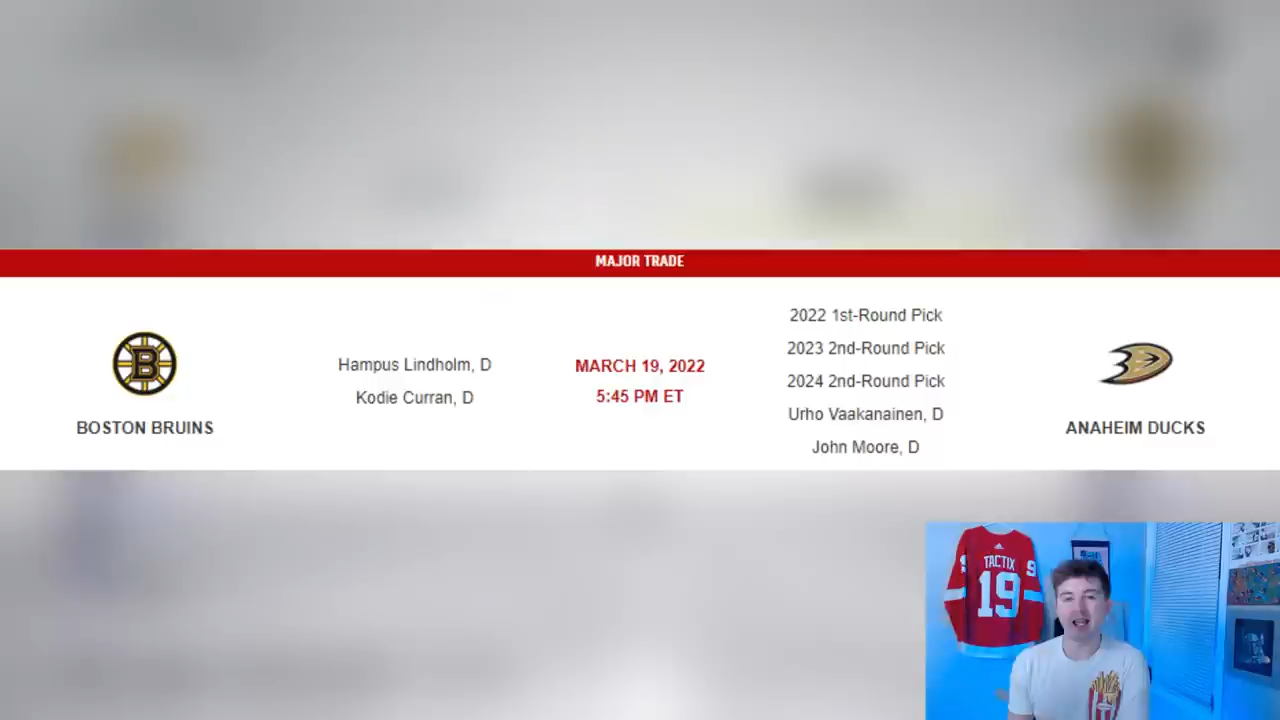 MAJOR TRADE
BOSTON BRUINS
Hampus Lindholm, D
Kodie Curran, D
MARCH 19, 2022
5:45 PM ET
2022 1st-Round Pick
2023 2nd-Round Pick
2024 2nd-Round Pick
Urho Vaakanainen, D
John Moore, D
ANAHEIM DUCKS
B
TACTIX
19
9